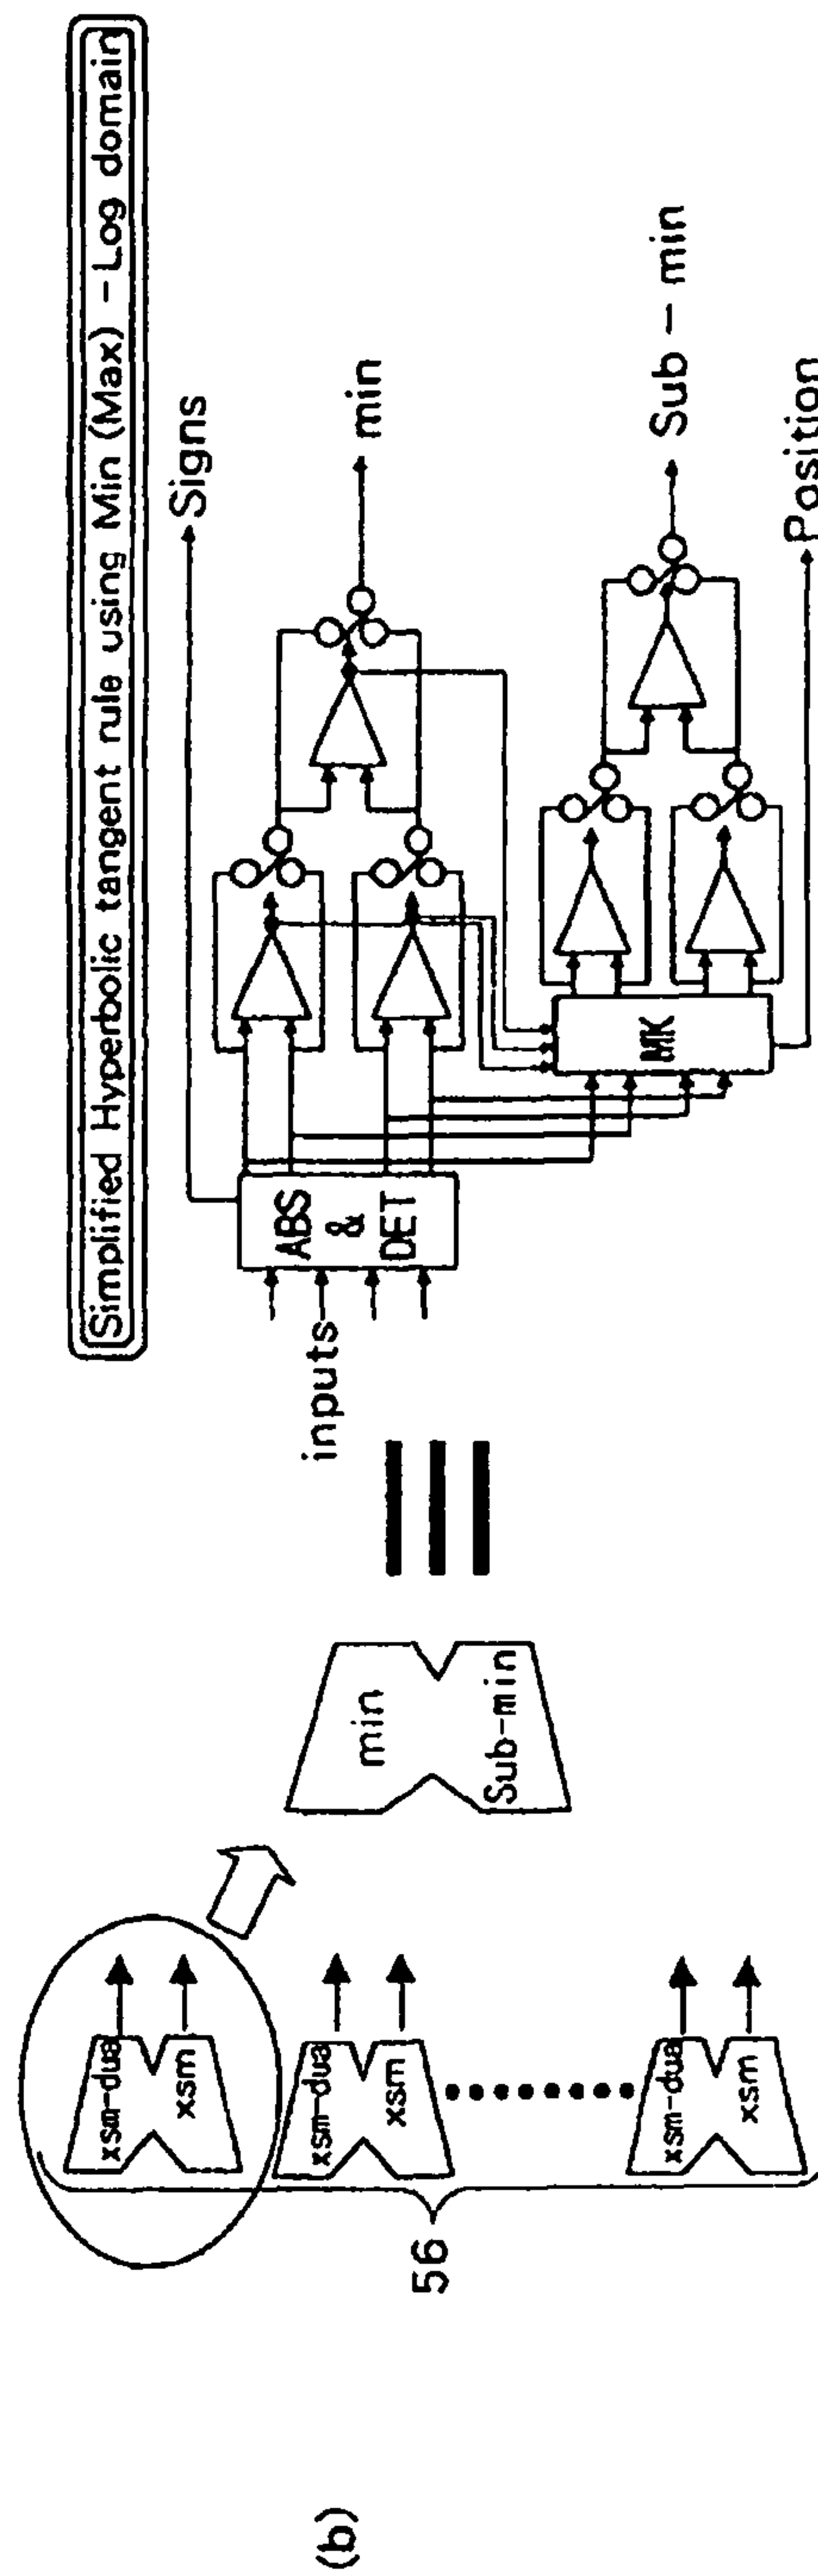 Simplified Hyperbolic tangent rule using Min (Max) - Log domain
(b)
56
xsm-dua
xsm
xsm-dua
xsm
xsm-dua
xsm
min
Sub-min
inputs
ABS
&
DET
Signs
min
MK
Sub - min
Position